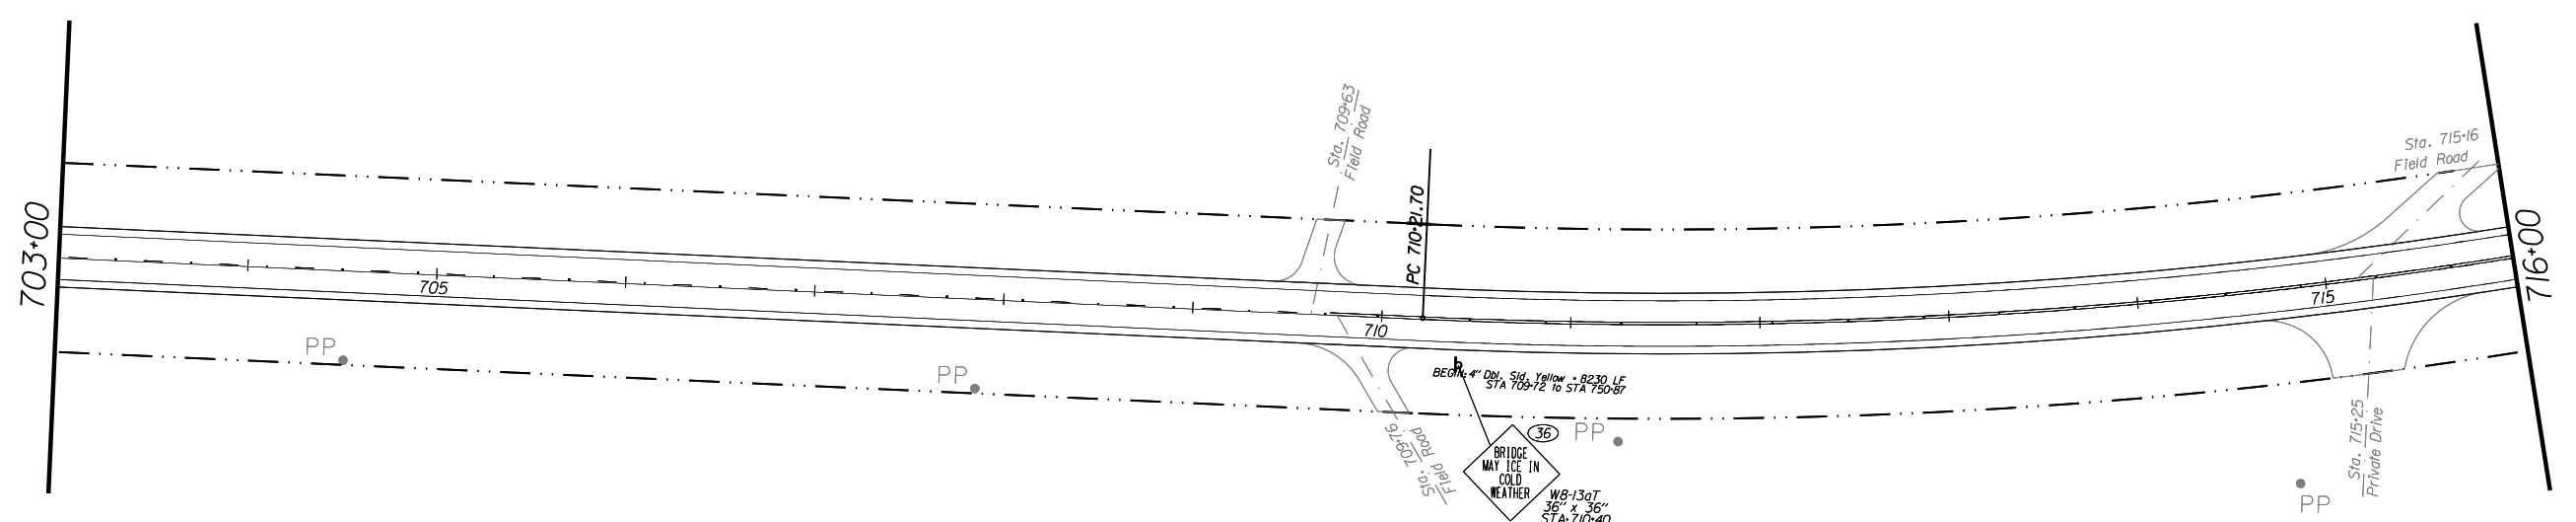 703+00
705
PP
PP
Sta. 709+63
Field Road
PC 710+21.70
710
BEGIN: 4" Dbl. Sld. Yellow = 8230 LF
STA 709+72 to STA 750+87
Sta. 709+76
Field Road
BRIDGE
MAY ICE IN
COLD
WEATHER
36
W8-13aT
36" x 36"
STA. 710+40
PP
Sta. 715+16
Field Road
715
Sta. 715+25
Private Drive
PP
716+00